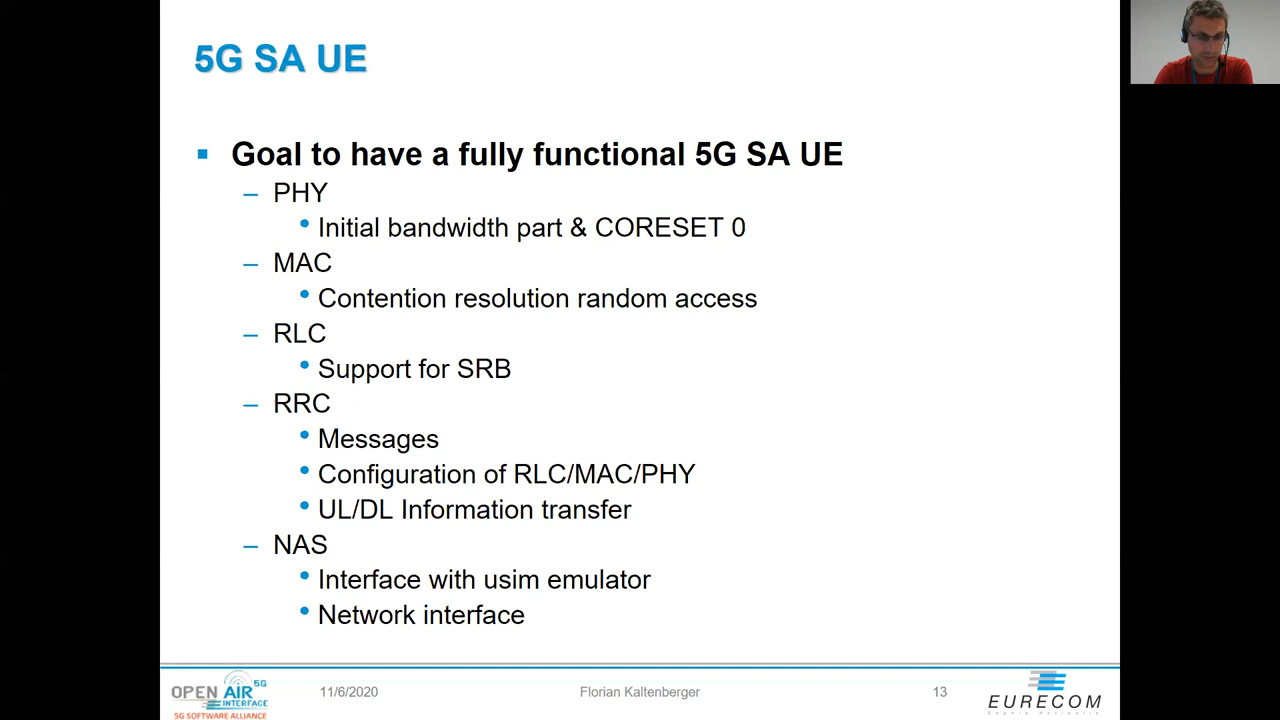 5G SA UE
Goal to have a fully functional 5G SA UE
– PHY
• Initial bandwidth part & CORESET 0
– MAC
• Contention resolution random access
– RLC
• Support for SRB
– RRC
• Messages
• Configuration of RLC/MAC/PHY
• UL/DL Information transfer
– NAS
• Interface with usim emulator
• Network interface
OPEN AIR 5G
INTERFACE
5G SOFTWARE ALLIANCE
11/6/2020
Florian Kaltenberger
13
EURECOM
Sophia Antipolis